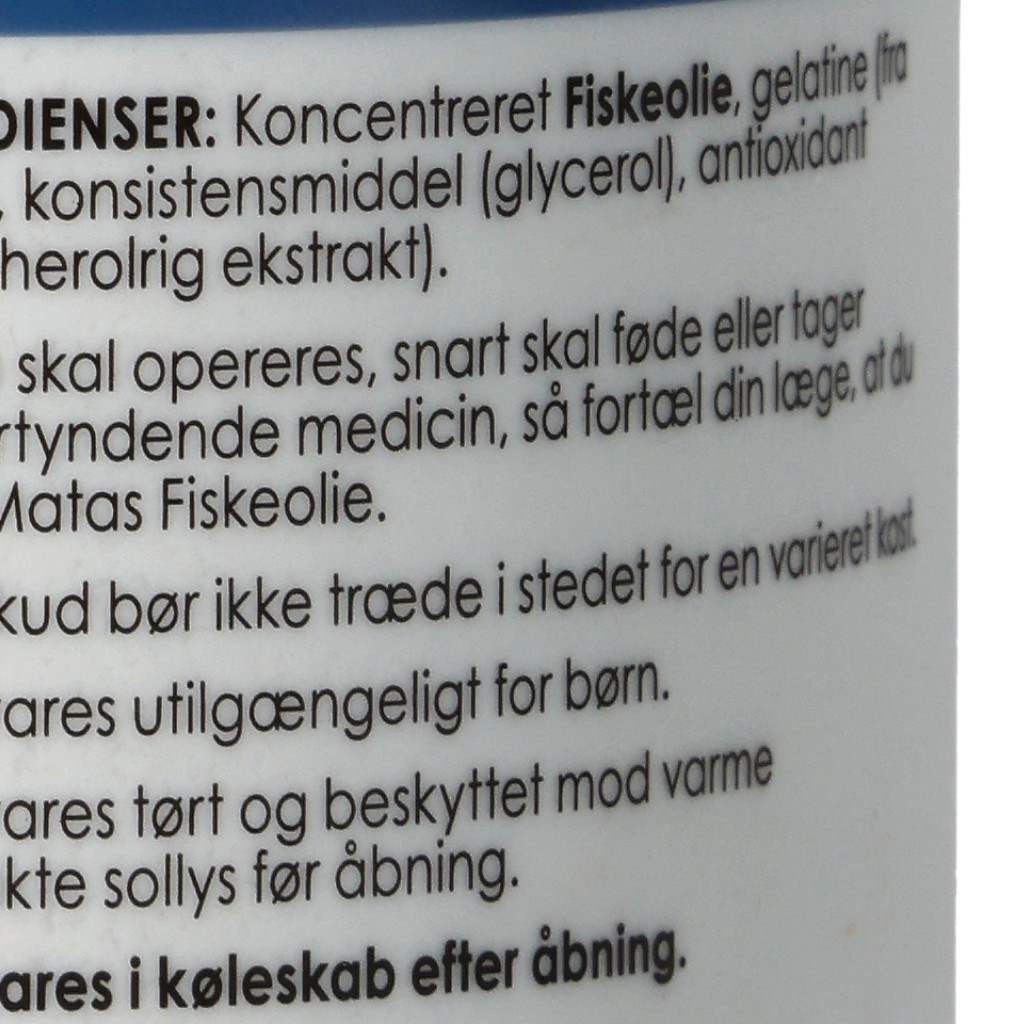 DIENSER: Koncentreret Fiskeolie, gelatine (fra
, konsistensmiddel (glycerol), antioxidant
herolrig ekstrakt).
skal opereres, snart skal føde eller tager
rtyndende medicin, så fortæl din læge, at du
Matas Fiskeolie.
kud bør ikke træde i stedet for en varieret kost.
ares utilgængeligt for børn.
ares tørt og beskyttet mod varme
kte sollys før åbning.
ares i køleskab efter åbning.